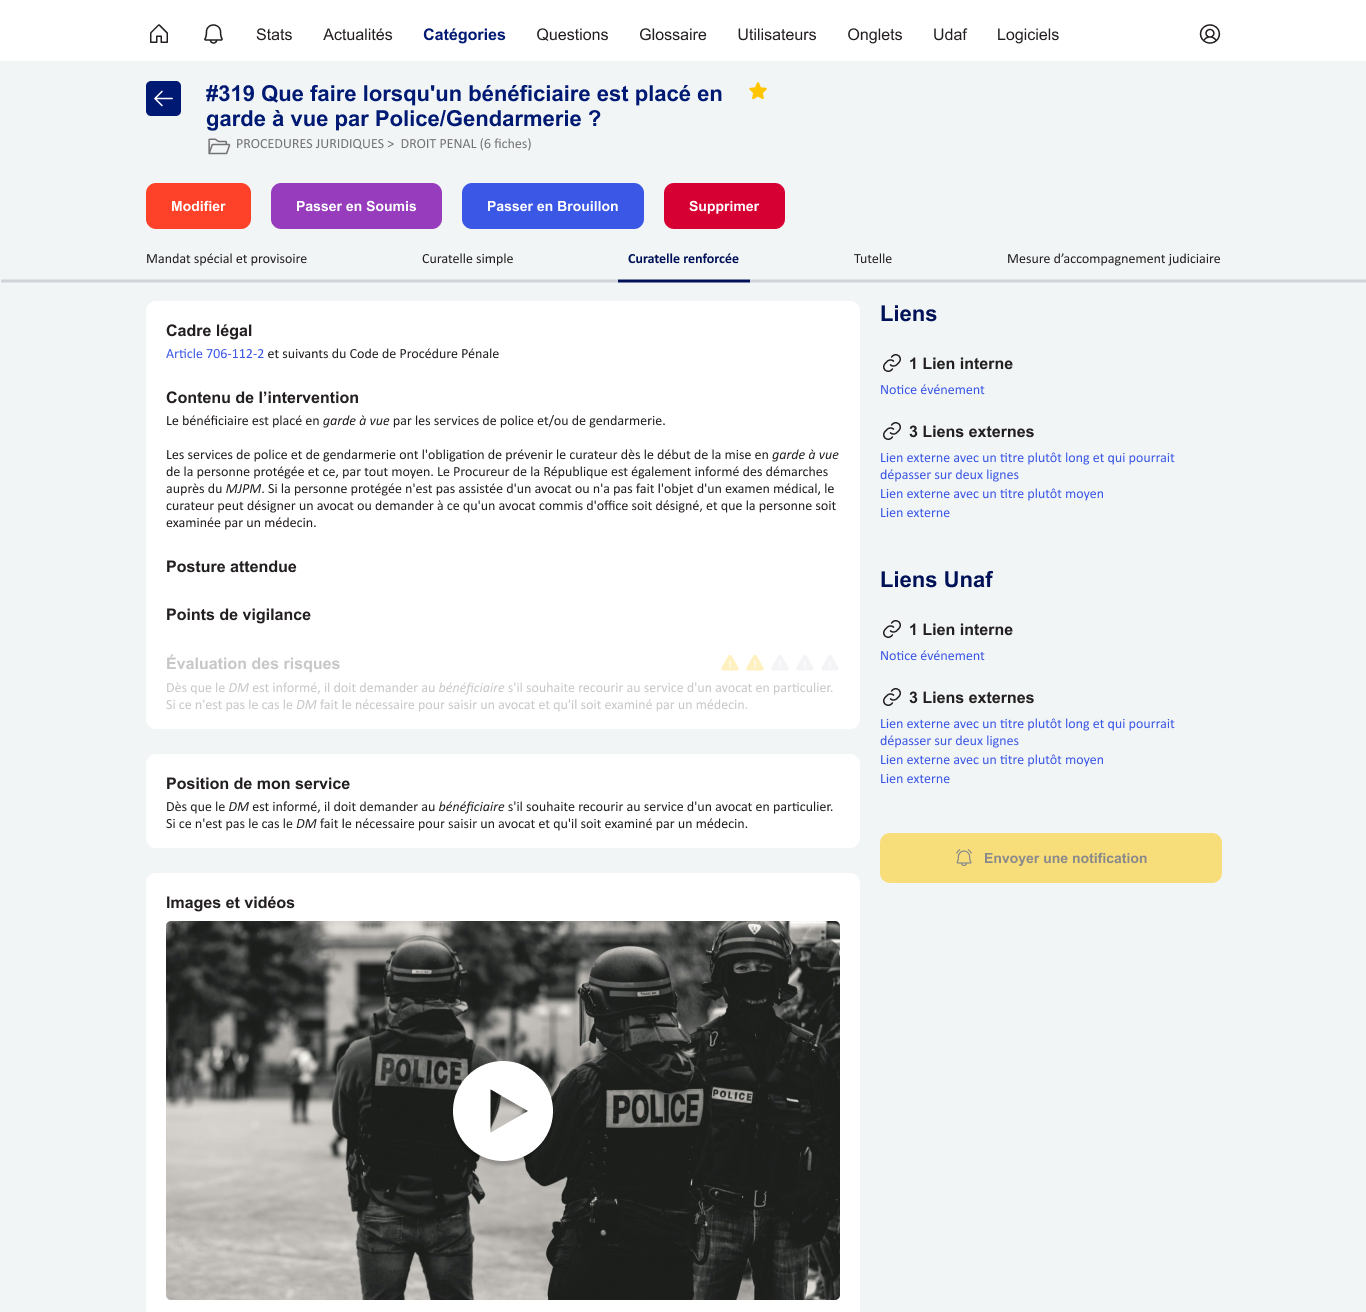 Stats Actualités Catégories Questions Glossaire Utilisateurs Onglets Udaf Logiciels
#319 Que faire lorsqu'un bénéficiaire est placé en
garde à vue par Police/Gendarmerie ?
PROCEDURES JURIDIQUES > DROIT PENAL (6 fiches)
Modifier Passer en Soumis Passer en Brouillon Supprimer
Mandat spécial et provisoire Curatelle simple Curatelle renforcée Tutelle Mesure d’accompagnement judiciaire
Cadre légal
Article 706-112-2 et suivants du Code de Procédure Pénale
Contenu de l’intervention
Le bénéficiaire est placé en garde à vue par les services de police et/ou de gendarmerie.
Les services de police et de gendarmerie ont l'obligation de prévenir le curateur dès le début de la mise en garde à vue
de la personne protégée et ce, par tout moyen. Le Procureur de la République est également informé des démarches
auprès du MJPM. Si la personne protégée n'est pas assistée d'un avocat ou n'a pas fait l'objet d'un examen médical, le
curateur peut désigner un avocat ou demander à ce qu'un avocat commis d'office soit désigné, et que la personne soit
examinée par un médecin.
Posture attendue
Points de vigilance
Évaluation des risques
Dès que le DM est informé, il doit demander au bénéficiaire s'il souhaite recourir au service d'un avocat en particulier.
Si ce n'est pas le cas le DM fait le nécessaire pour saisir un avocat et qu'il soit examiné par un médecin.
Position de mon service
Dès que le DM est informé, il doit demander au bénéficiaire s'il souhaite recourir au service d'un avocat en particulier.
Si ce n'est pas le cas le DM fait le nécessaire pour saisir un avocat et qu'il soit examiné par un médecin.
Images et vidéos
POLICE
POLICE
POLICE
Liens
1 Lien interne
Notice événement
3 Liens externes
Lien externe avec un titre plutôt long et qui pourrait
dépasser sur deux lignes
Lien externe avec un titre plutôt moyen
Lien externe
Liens Unaf
1 Lien interne
Notice événement
3 Liens externes
Lien externe avec un titre plutôt long et qui pourrait
dépasser sur deux lignes
Lien externe avec un titre plutôt moyen
Lien externe
Envoyer une notification